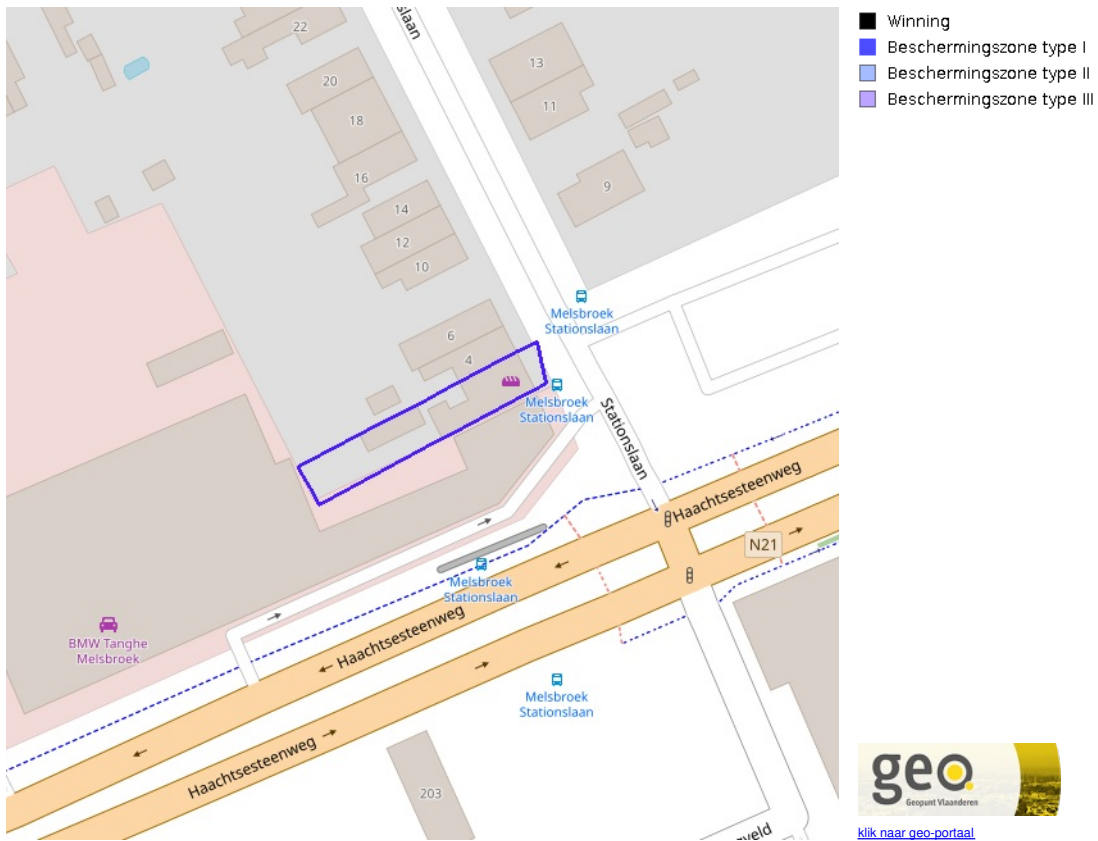 slaan
22
20
18
16
14
12
10
6
4
13
11
9
Melsbroek
Stationslaan
Melsbroek
Stationslaan
Stationslaan
Haachtsesteenweg
N21
Melsbroek
Stationslaan
Haachtsesteenweg
BMW Tanghe
Melsbroek
Melsbroek
Stationslaan
Haachtsesteenweg
203
gveld
Winning
Beschermingszone type I
Beschermingszone type II
Beschermingszone type III
geo.
Geopunt Vlaanderen
klik naar geo-portaal